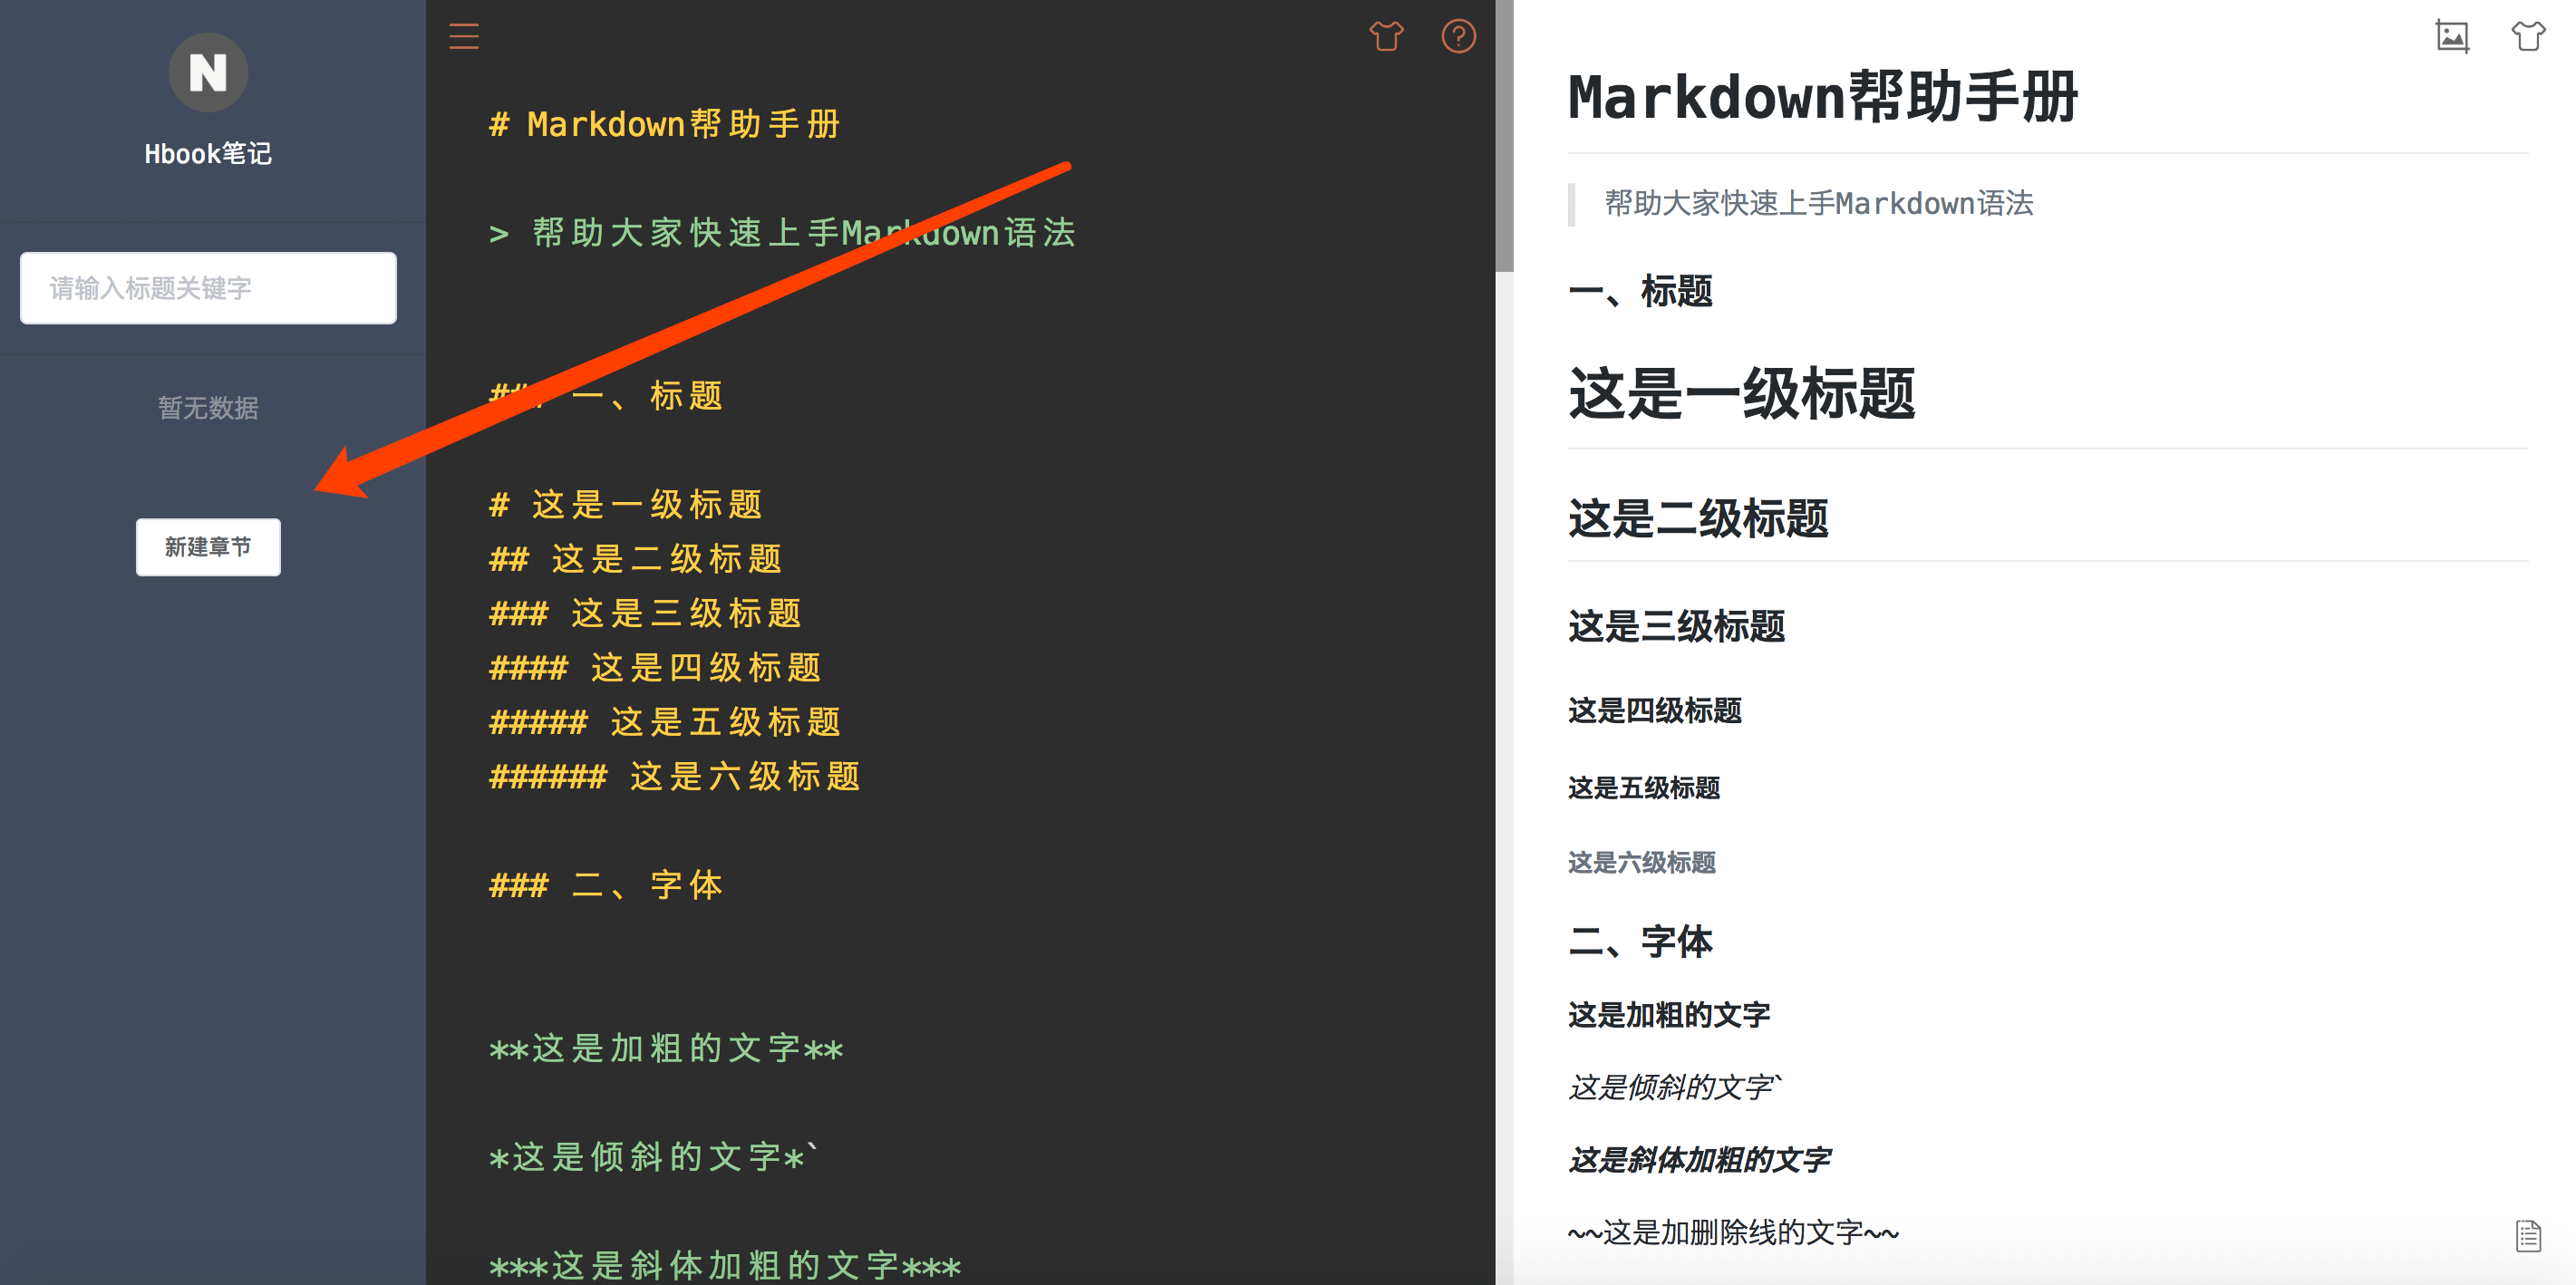 N
Hbook笔记
请输入标题关键字
暂无数据
新建章节
# Markdown帮助手册
> 帮助大家快速上手Markdown语法
### 一、标题
# 这是一级标题
## 这是二级标题
### 这是三级标题
#### 这是四级标题
##### 这是五级标题
###### 这是六级标题
### 二、字体
**这是加粗的文字**
*这是倾斜的文字*`
***这是斜体加粗的文字***
Markdown帮助手册
帮助大家快速上手Markdown语法
一、标题
这是一级标题
这是二级标题
这是三级标题
这是四级标题
这是五级标题
这是六级标题
二、字体
这是加粗的文字
这是倾斜的文字`
这是斜体加粗的文字
~~这是加删除线的文字~~